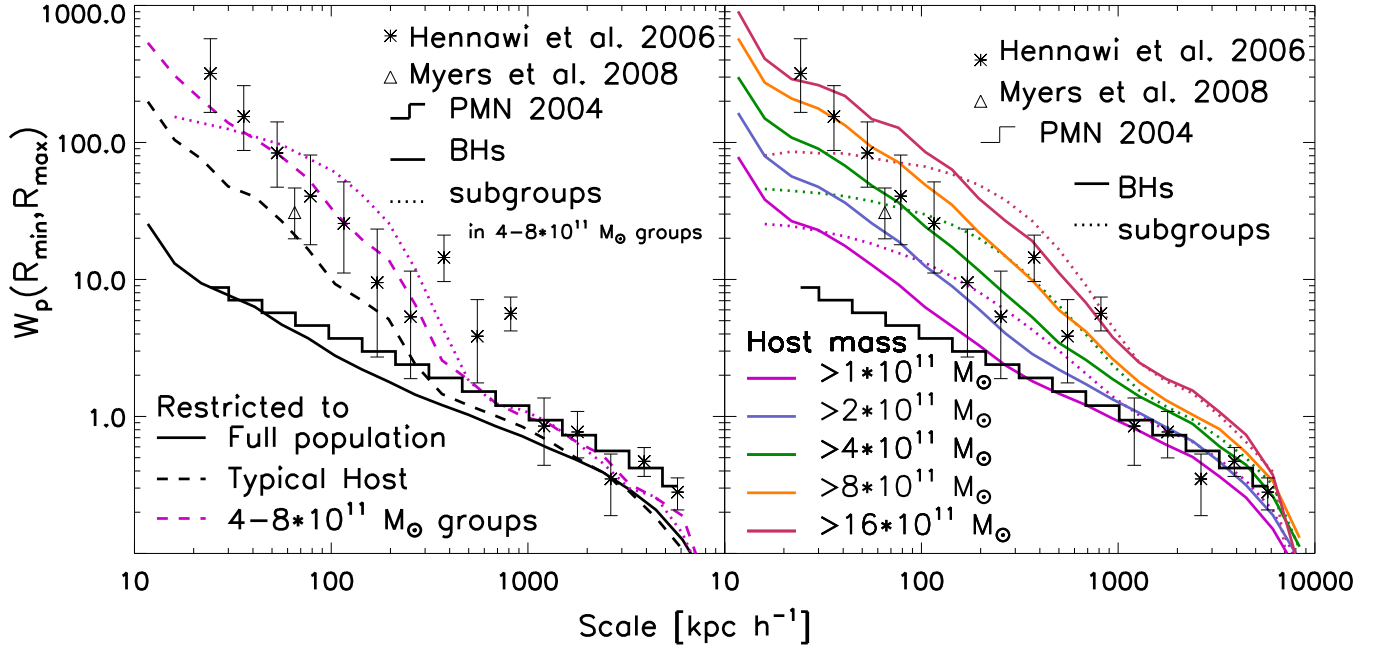 1000.0
100.0
10.0
1.0
W_p(R_min,R_max)
Hennawi et al. 2006
Myers et al. 2008
PMN 2004
BHs
subgroups
in 4−8*10^11 M_⊙ groups
Restricted to
Full population
Typical Host
4−8*10^11 M_⊙ groups
Hennawi et al. 2006
Myers et al. 2008
PMN 2004
BHs
subgroups
Host mass
>1*10^11 M_⊙
>2*10^11 M_⊙
>4*10^11 M_⊙
>8*10^11 M_⊙
>16*10^11 M_⊙
10 100 1000 10 100 1000 10000
Scale [kpc h^−1]